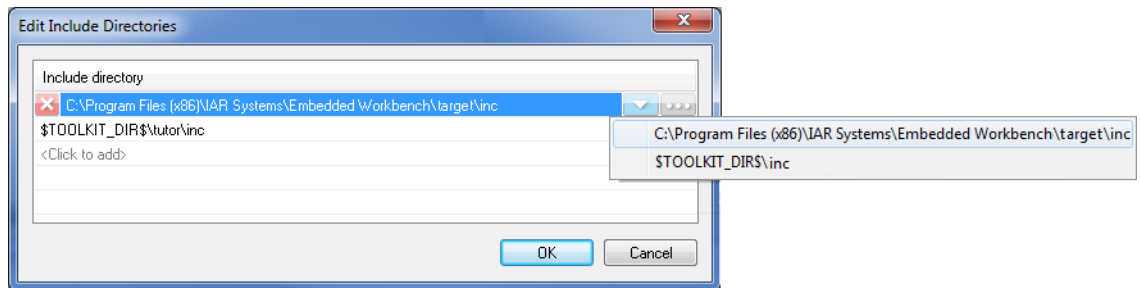 Edit Include Directories
Include directory
C:\Program Files (x86)\IAR Systems\Embedded Workbench\target\inc
$TOOLKIT_DIR$\tutor\inc
<Click to add>
C:\Program Files (x86)\IAR Systems\Embedded Workbench\target\inc
$TOOLKIT_DIR$\inc
OK
Cancel